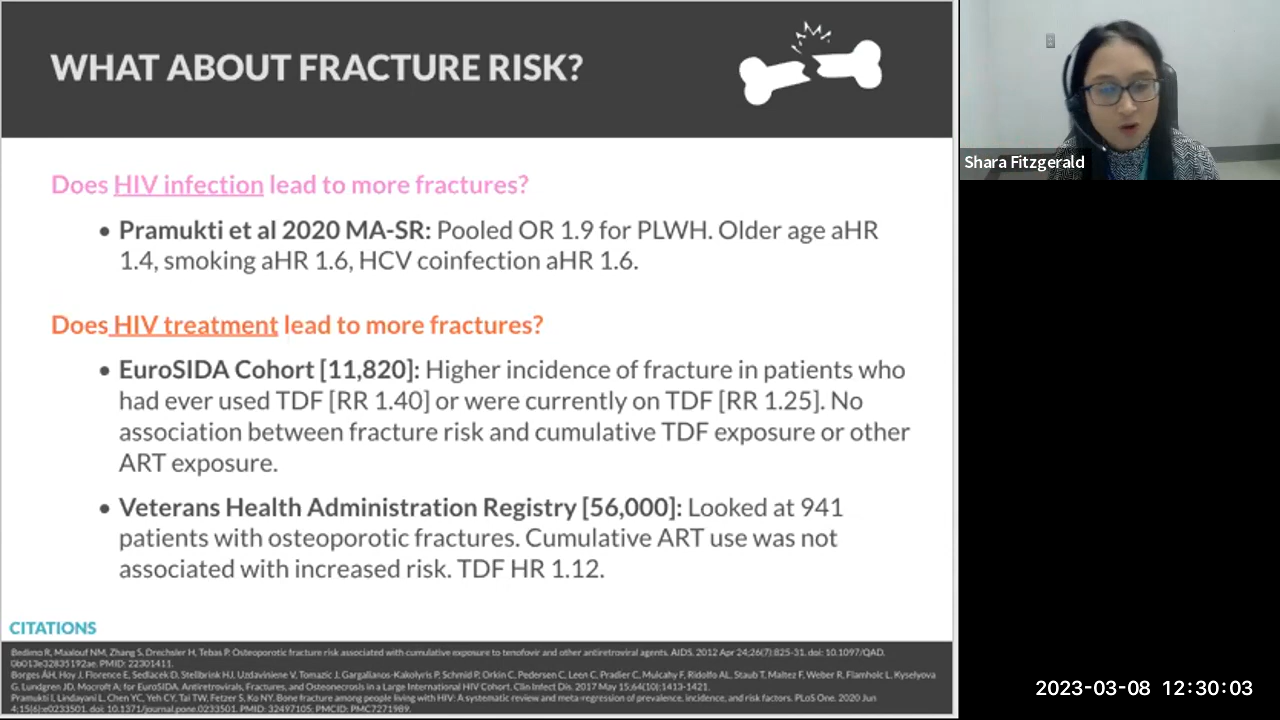 WHAT ABOUT FRACTURE RISK?
Does HIV infection lead to more fractures?
• Pramukti et al 2020 MA-SR: Pooled OR 1.9 for PLWH. Older age aHR
1.4, smoking aHR 1.6, HCV coinfection aHR 1.6.
Does HIV treatment lead to more fractures?
• EuroSIDA Cohort [11,820]: Higher incidence of fracture in patients who
had ever used TDF [RR 1.40] or were currently on TDF [RR 1.25]. No
association between fracture risk and cumulative TDF exposure or other
ART exposure.
• Veterans Health Administration Registry [56,000]: Looked at 941
patients with osteoporotic fractures. Cumulative ART use was not
associated with increased risk. TDF HR 1.12.
CITATIONS
Bedimo R, Maalouf NM, Zhang S, Drechsler H, Tebas P. Osteoporotic fracture risk associated with cumulative exposure to tenofovir and other antiretroviral agents. AIDS. 2012 Apr 24;26(7):825-31. doi: 10.1097/QAD.
0b013e32835192ae. PMID: 22301411.
Borges ÁH, Hoy J, Florence E, Sedlacek D, Stellbrink HJ, Uzdaviniene V, Tomazic J, Gargalianos-Kakolyris P, Schmid P, Orkin C, Pedersen C, Leen C, Pradier C, Mulcahy F, Ridolfo AL, Staub T, Maltez F, Weber R, Flamholc L, Kyselyova
G, Lundgren JD, Mocroft A; for EuroSIDA. Antiretrovirals, Fractures, and Osteonecrosis in a Large International HIV Cohort. Clin Infect Dis. 2017 May 15;64(10):1413-1421.
Pramukti I, Lindayani L, Chen YC, Yeh CY, Tai TW, Fetzer S, Ko NY. Bone fracture among people living with HIV: A systematic review and meta-regression of prevalence, incidence, and risk factors. PLoS One. 2020 Jun
4;15(6):e0233501. doi: 10.1371/journal.pone.0233501. PMID: 32497105; PMCID: PMC7271989.
Shara Fitzgerald
2023-03-08 12:30:03